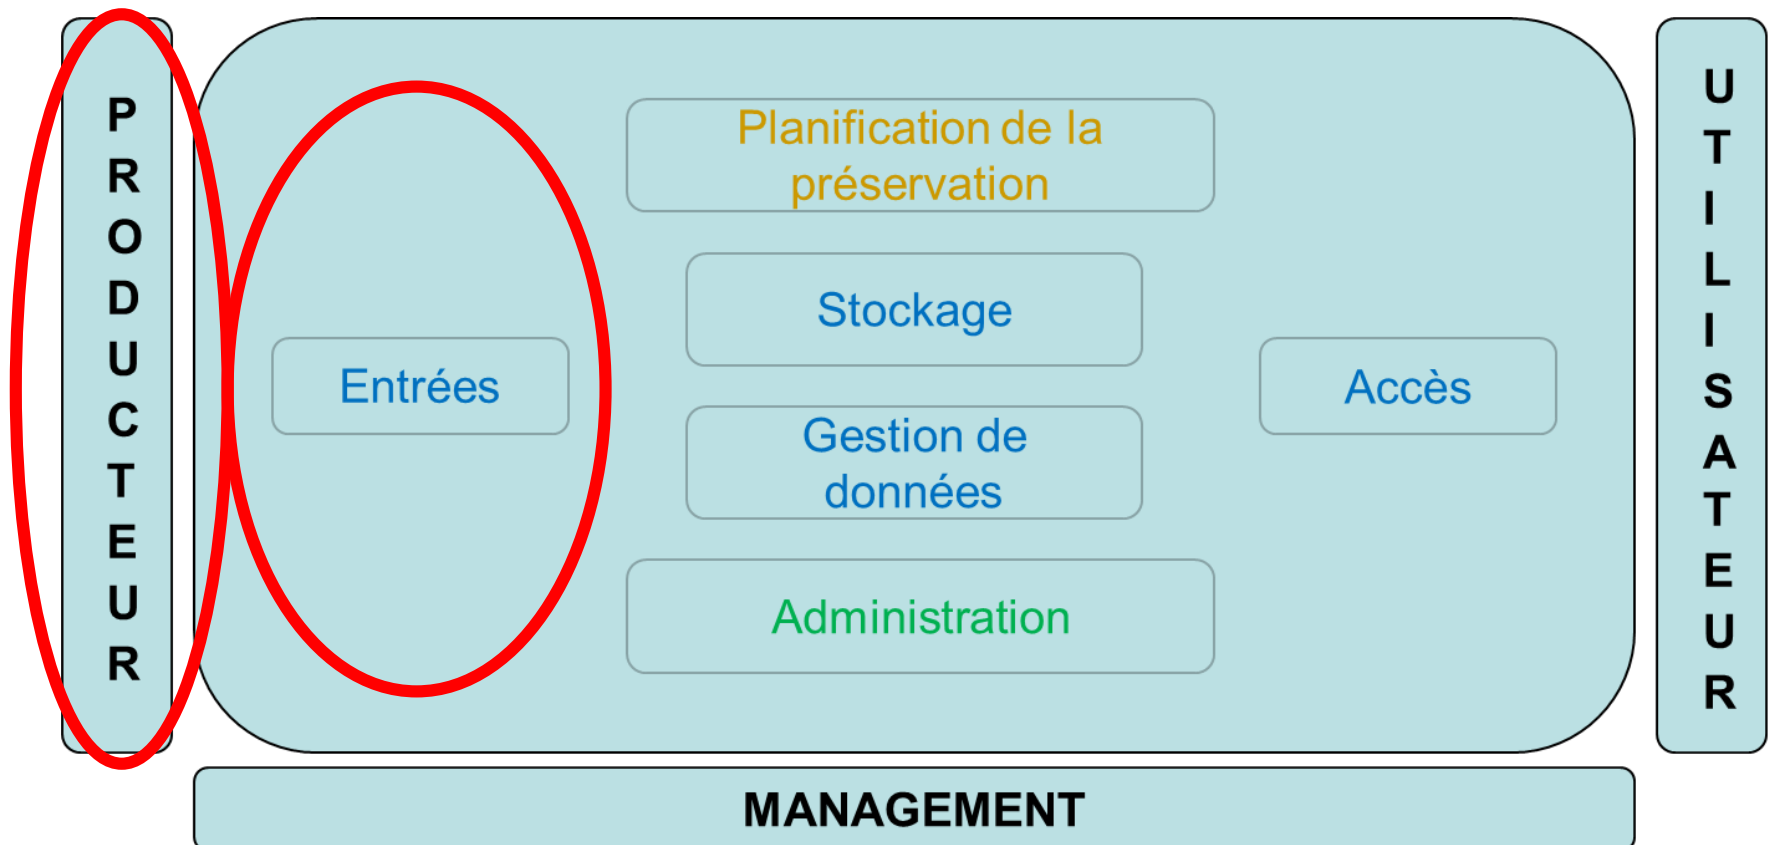 PRODUCTEUR
Planification de la
préservation
Stockage
Entrées
Gestion de
données
Accès
Administration
UTILISATEUR
MANAGEMENT